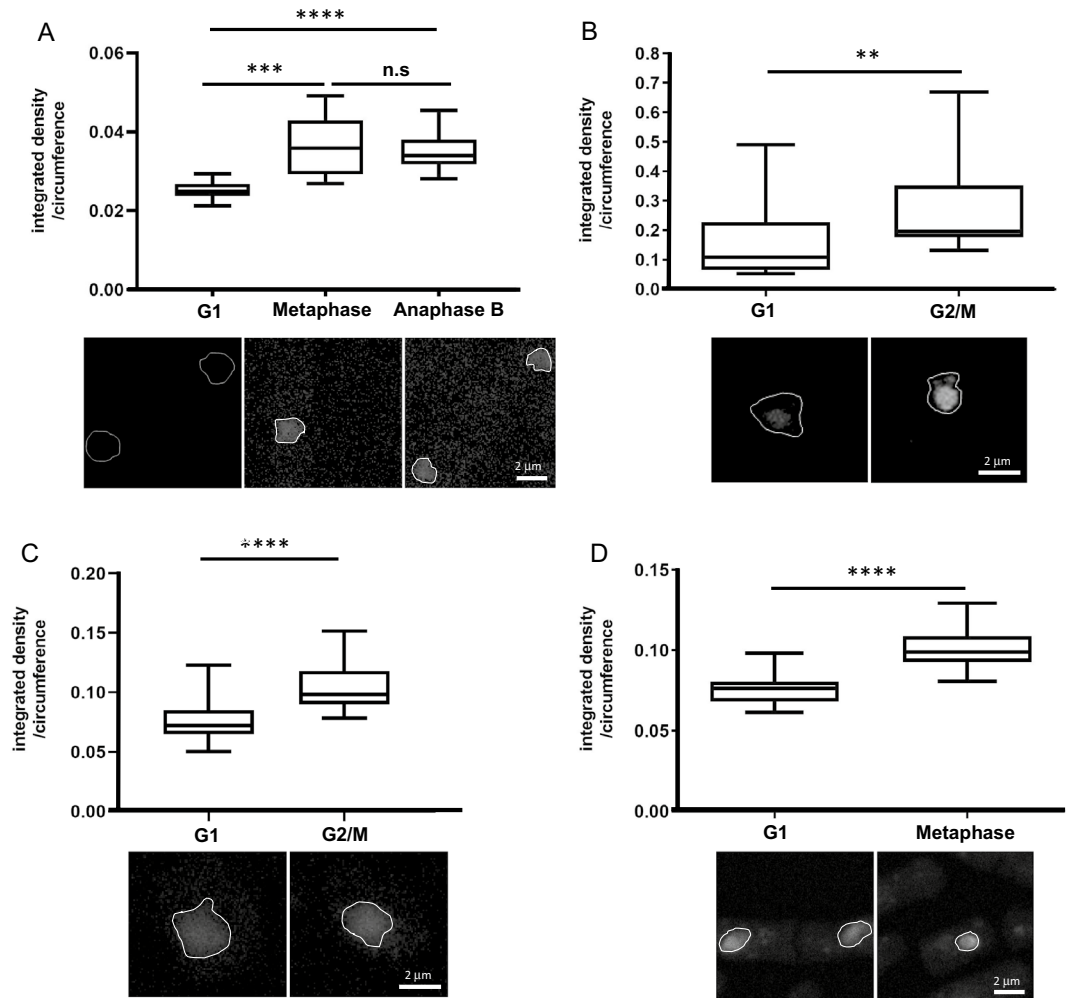 A
****
***
n.s
integrated density
/circumference
0.06
0.04
0.02
0.00
G1 Metaphase Anaphase B
2 μm
B
**
integrated density
/circumference
0.8
0.7
0.6
0.5
0.4
0.3
0.2
0.1
0.0
G1 G2/M
2 μm
C
****
integrated density
/circumference
0.20
0.15
0.10
0.05
0.00
G1 G2/M
2 μm
D
****
integrated density
/circumference
0.15
0.10
0.05
0.00
G1 Metaphase
2 μm